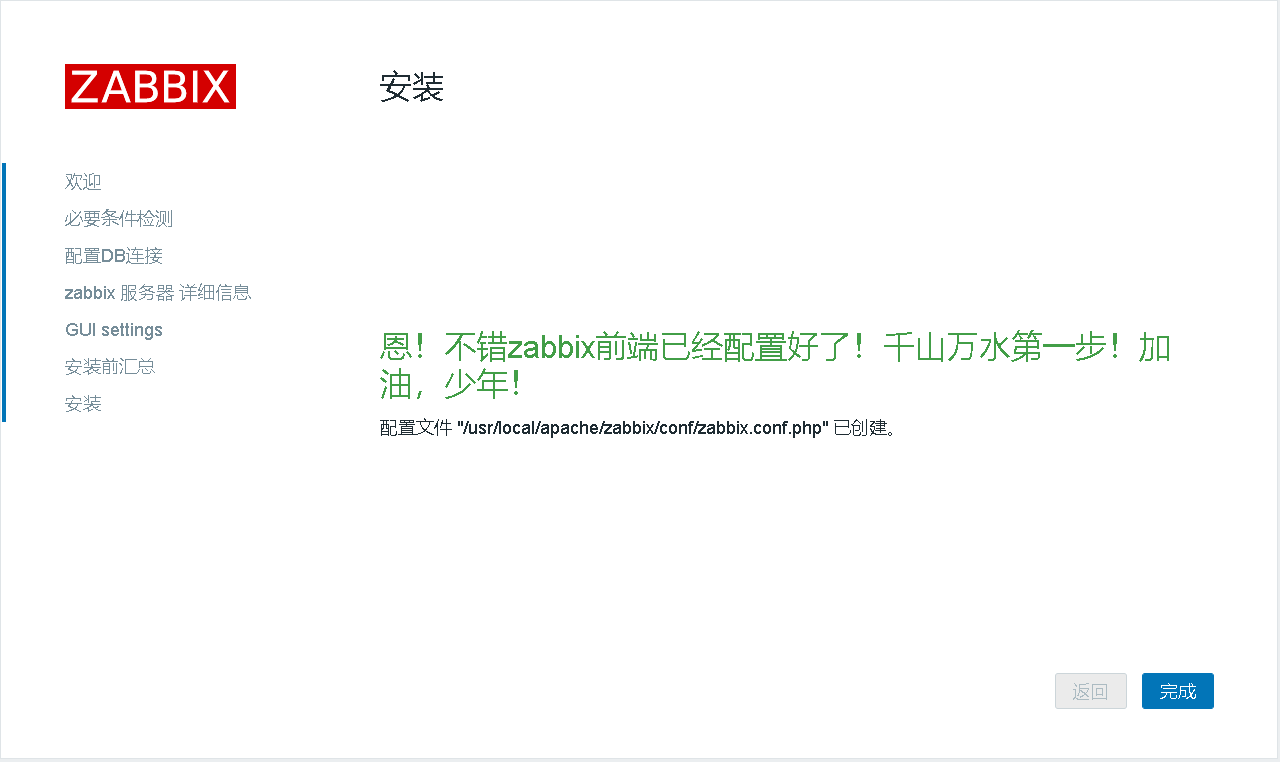 ZABBIX
安装
欢迎
必要条件检测
配置DB连接
zabbix 服务器 详细信息
GUI settings
安装前汇总
安装
恩！不错zabbix前端已经配置好了！千山万水第一步！加
油，少年！
配置文件 "/usr/local/apache/zabbix/conf/zabbix.conf.php" 已创建。
返回
完成